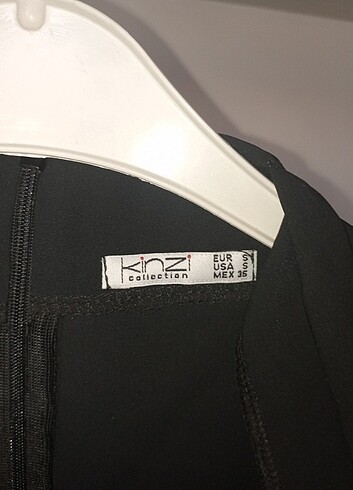 kinzi
collection
EUR S
USA S
MEX 35